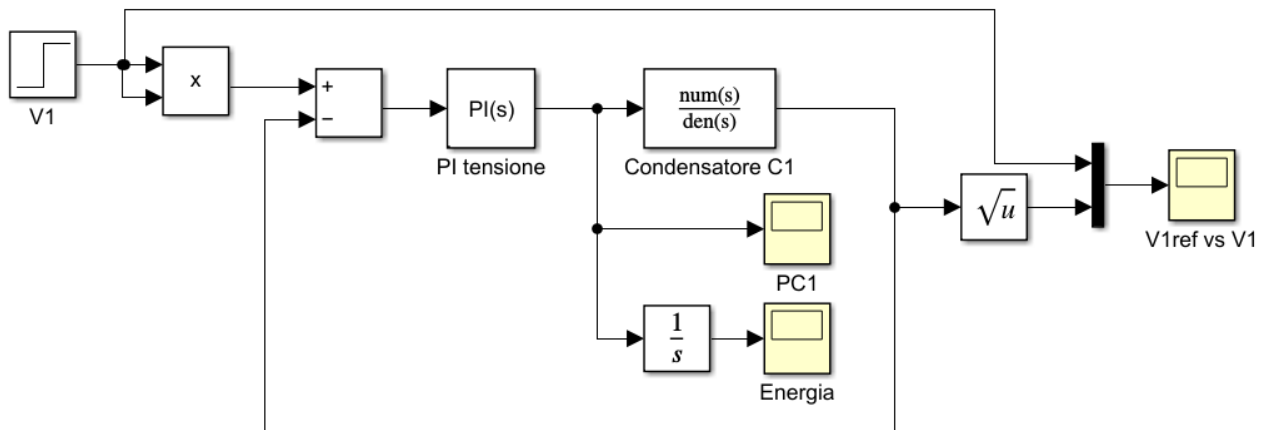 V1
x
+
−
PI(s)
PI tensione
num(s)
den(s)
Condensatore C1
√u
V1ref vs V1
PC1
1
s
Energia